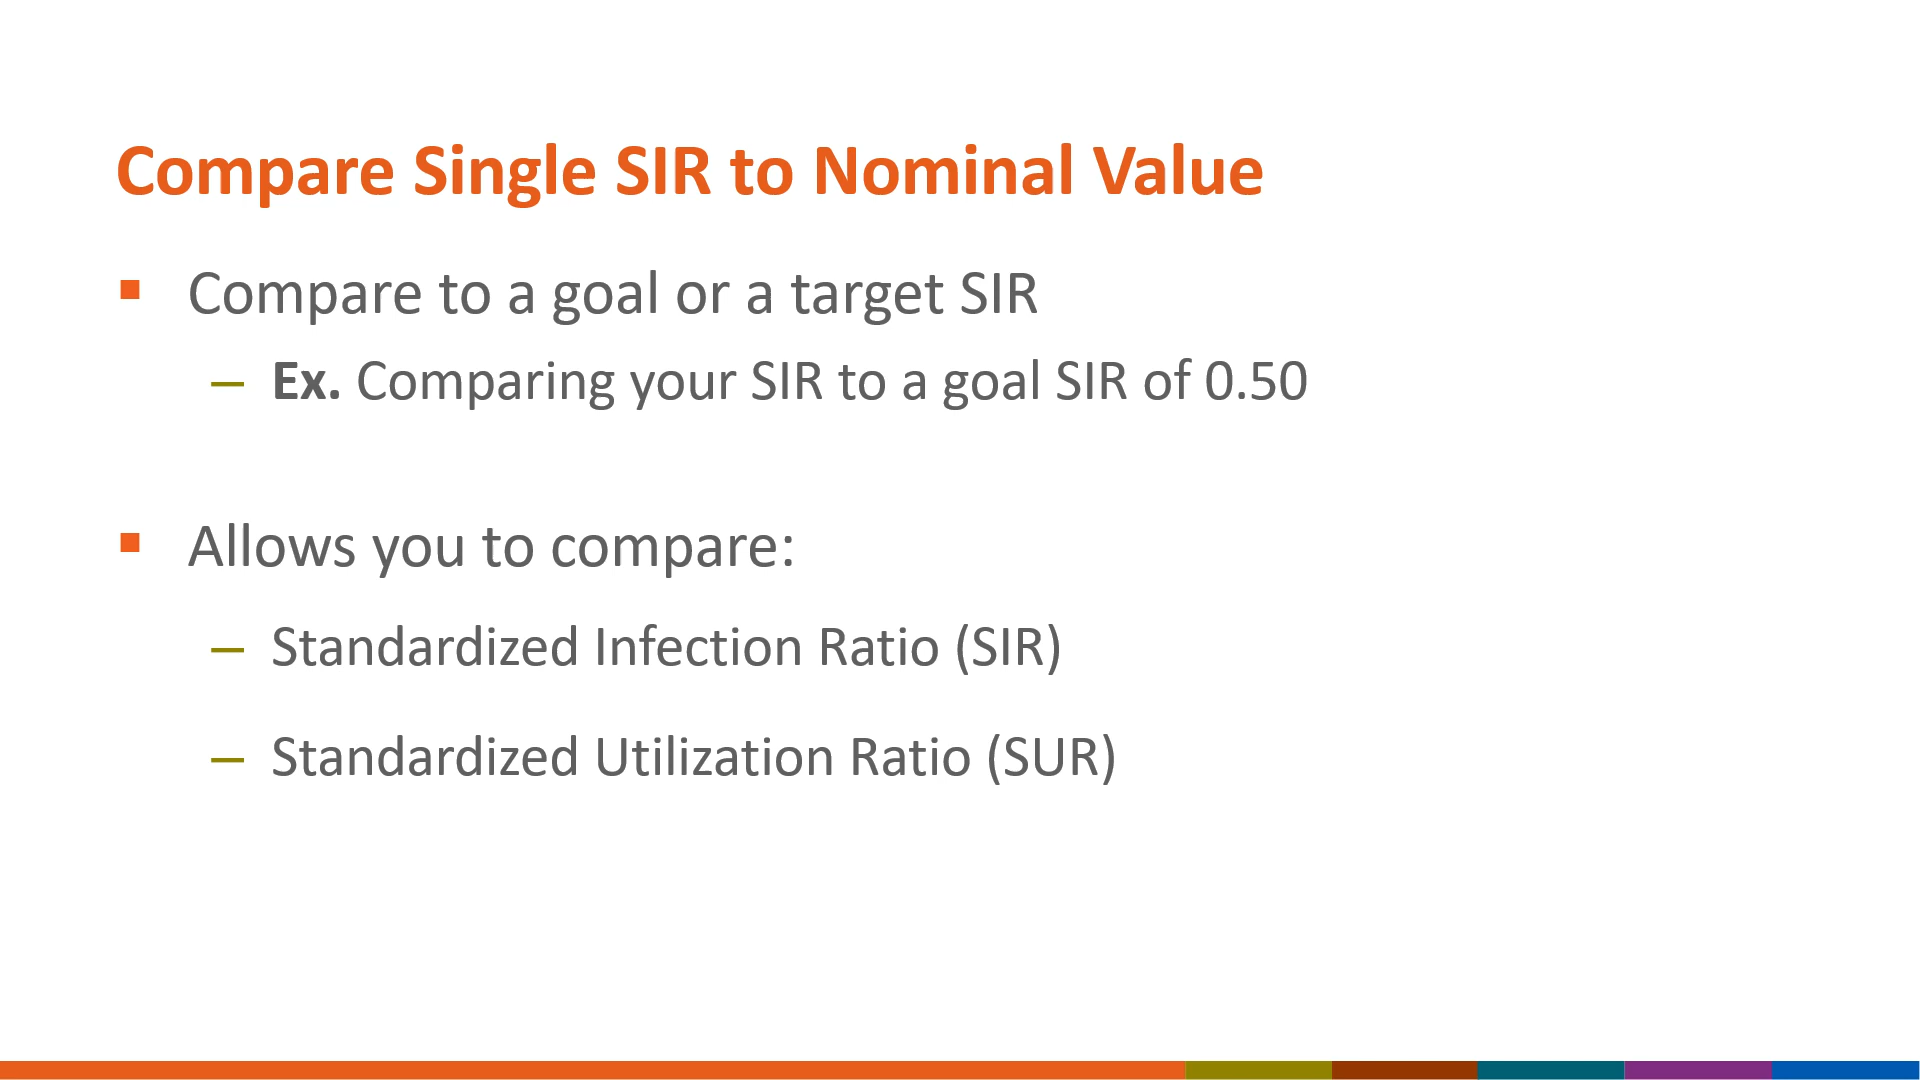 Compare Single SIR to Nominal Value
▪ Compare to a goal or a target SIR
– Ex. Comparing your SIR to a goal SIR of 0.50
▪ Allows you to compare:
– Standardized Infection Ratio (SIR)
– Standardized Utilization Ratio (SUR)